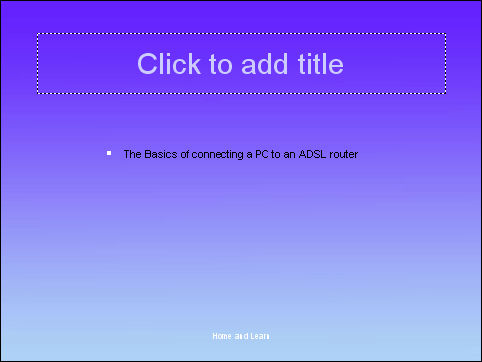 Click to add title
The Basics of connecting a PC to an ADSL router
Home and Learn